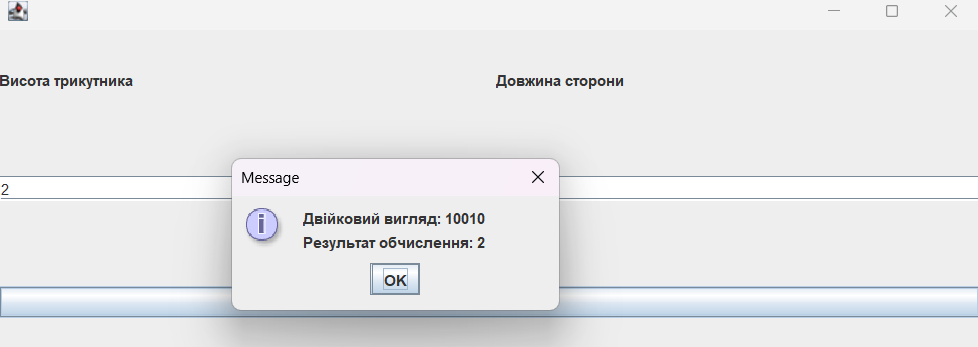 Висота трикутника
Довжина сторони
Message
2
Двійковий вигляд: 10010
Результат обчислення: 2
OK